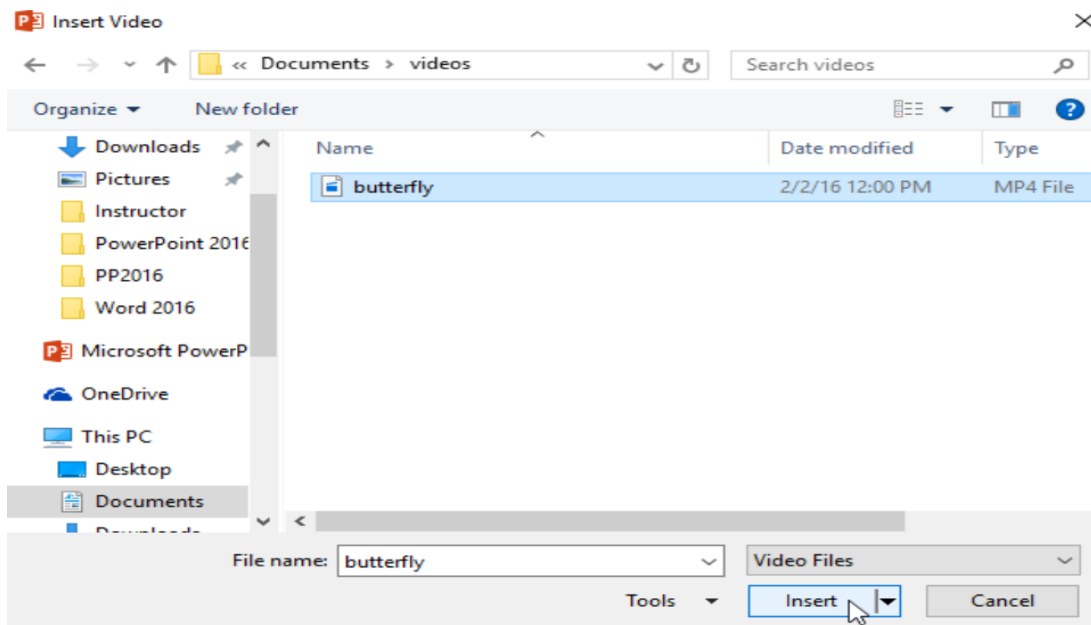 Insert Video
« Documents > videos
Search videos
Organize
New folder
Downloads
Pictures
Instructor
PowerPoint 2016
PP2016
Word 2016
Microsoft PowerP
OneDrive
This PC
Desktop
Documents
Name
Date modified
Type
butterfly
2/2/16 12:00 PM
MP4 File
File name:
butterfly
Video Files
Tools
Insert
Cancel